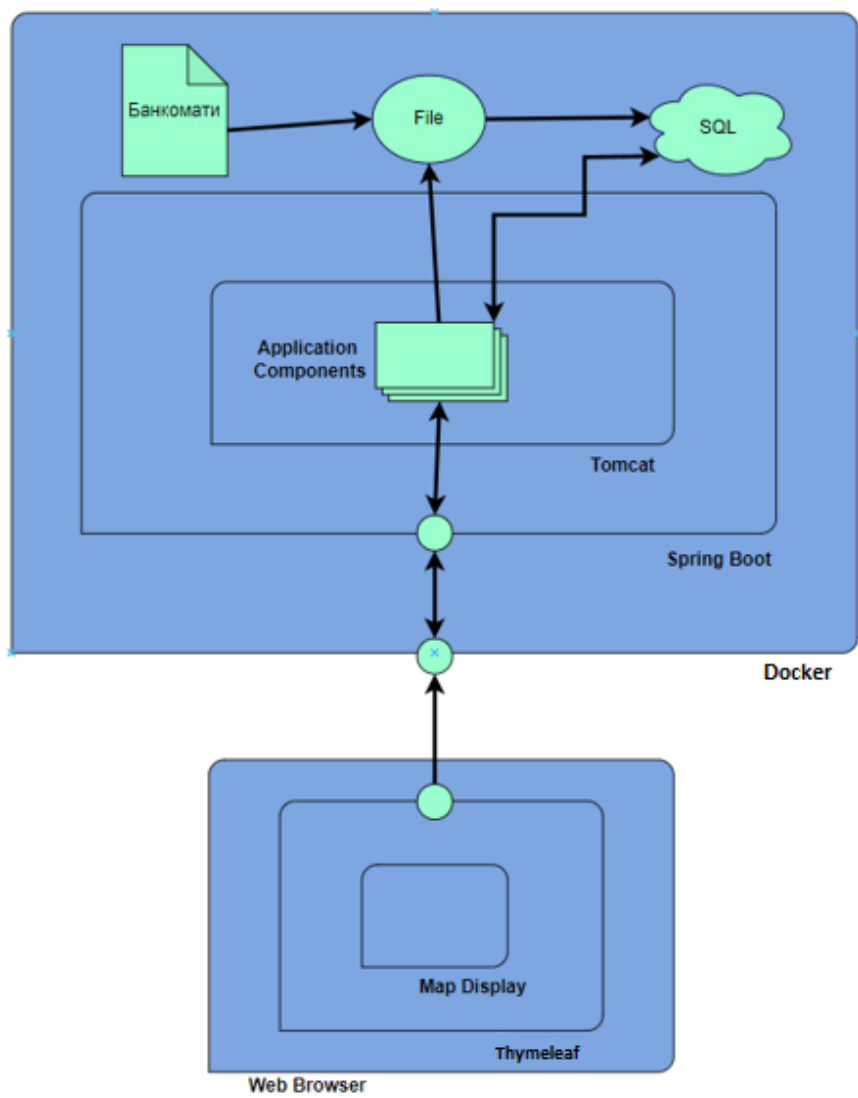 Банкомати
File
SQL
Application
Components
Tomcat
Spring Boot
Docker
Map Display
Thymeleaf
Web Browser